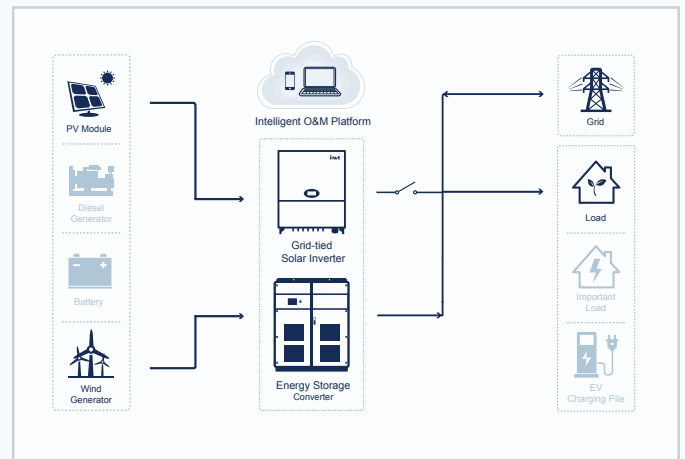 PV Module
Diesel
Generator
Battery
Wind
Generator
Intelligent O&M Platform
invt
Grid-tied
Solar Inverter
Energy Storage
Converter
Grid
Load
Important
Load
EV
Charging Pile